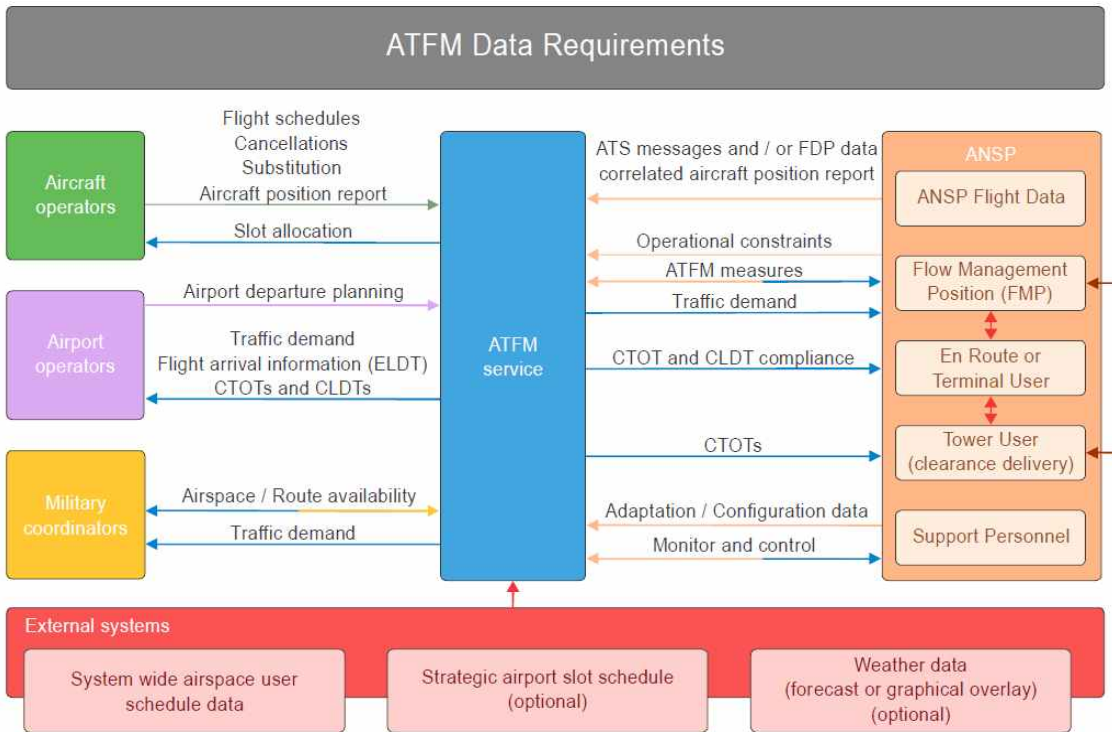 ATFM Data Requirements
Aircraft
operators
Flight schedules
Cancellations
Substitution
Aircraft position report
Slot allocation
Airport
operators
Airport departure planning
Traffic demand
Flight arrival information (ELDT)
CTOTs and CLDTs
Military
coordinators
Airspace / Route availability
Traffic demand
ATFM
service
ATS messages and / or FDP data
correlated aircraft position report
Operational constraints
ATFM measures
Traffic demand
CTOT and CLDT compliance
CTOTs
Adaptation / Configuration data
Monitor and control
ANSP
ANSP Flight Data
Flow Management
Position (FMP)
En Route or
Terminal User
Tower User
(clearance delivery)
Support Personnel
External systems
System wide airspace user
schedule data
Strategic airport slot schedule
(optional)
Weather data
(forecast or graphical overlay)
(optional)